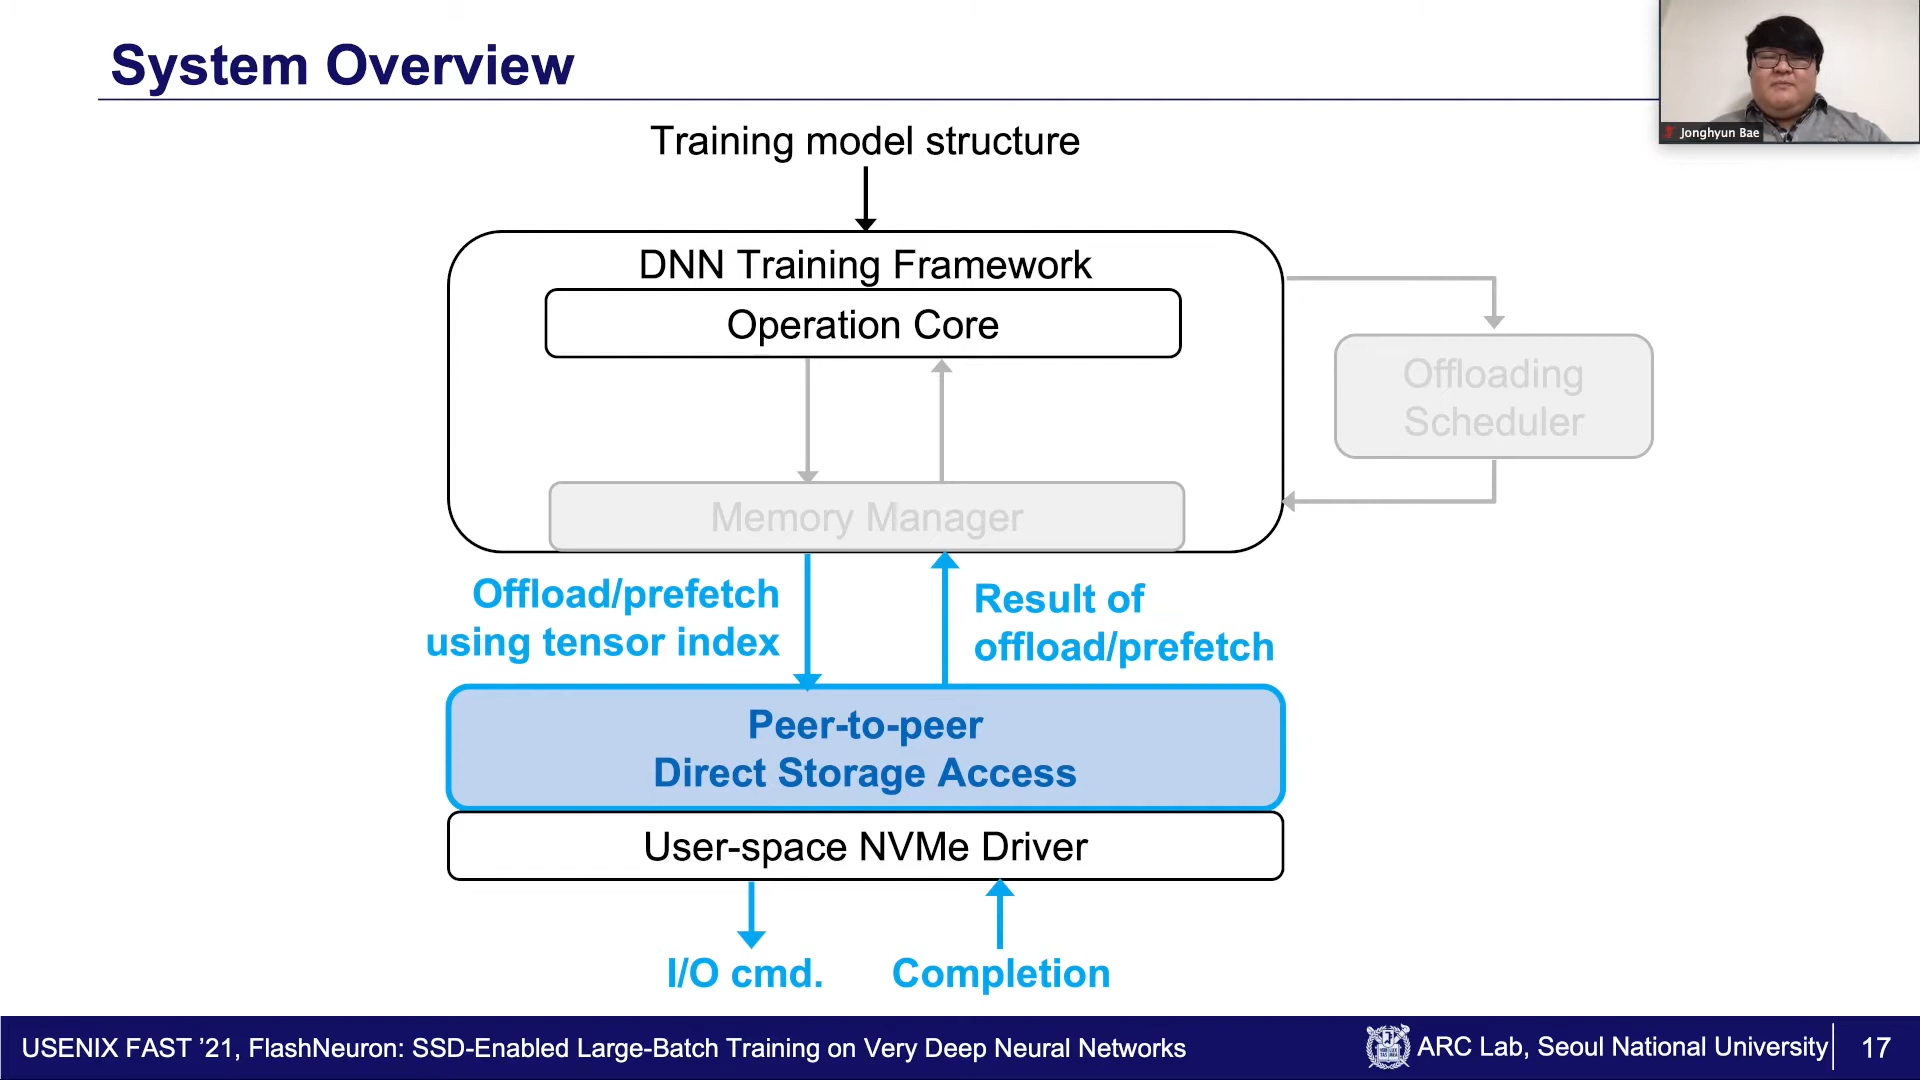 System Overview
Jonghyun Bae
Training model structure
DNN Training Framework
Operation Core
Offloading
Scheduler
Memory Manager
Offload/prefetch
using tensor index
Result of
offload/prefetch
Peer-to-peer
Direct Storage Access
User-space NVMe Driver
I/O cmd.
Completion
USENIX FAST ’21, FlashNeuron: SSD-Enabled Large-Batch Training on Very Deep Neural Networks
ARC Lab, Seoul National University
17